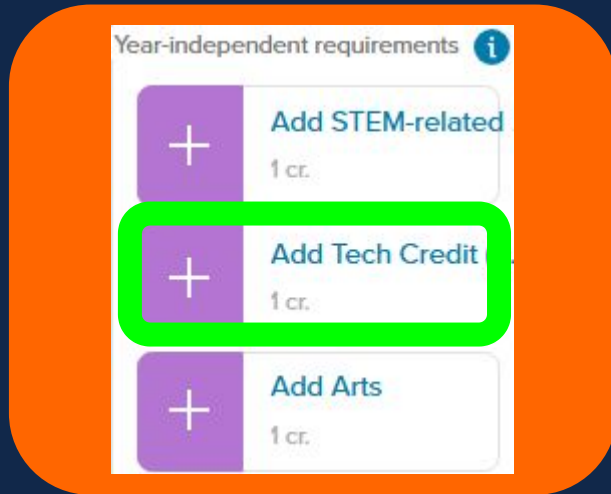 Year-independent requirements i
+ Add STEM-related
1 cr.
+ Add Tech Credit
1 cr.
+ Add Arts
1 cr.